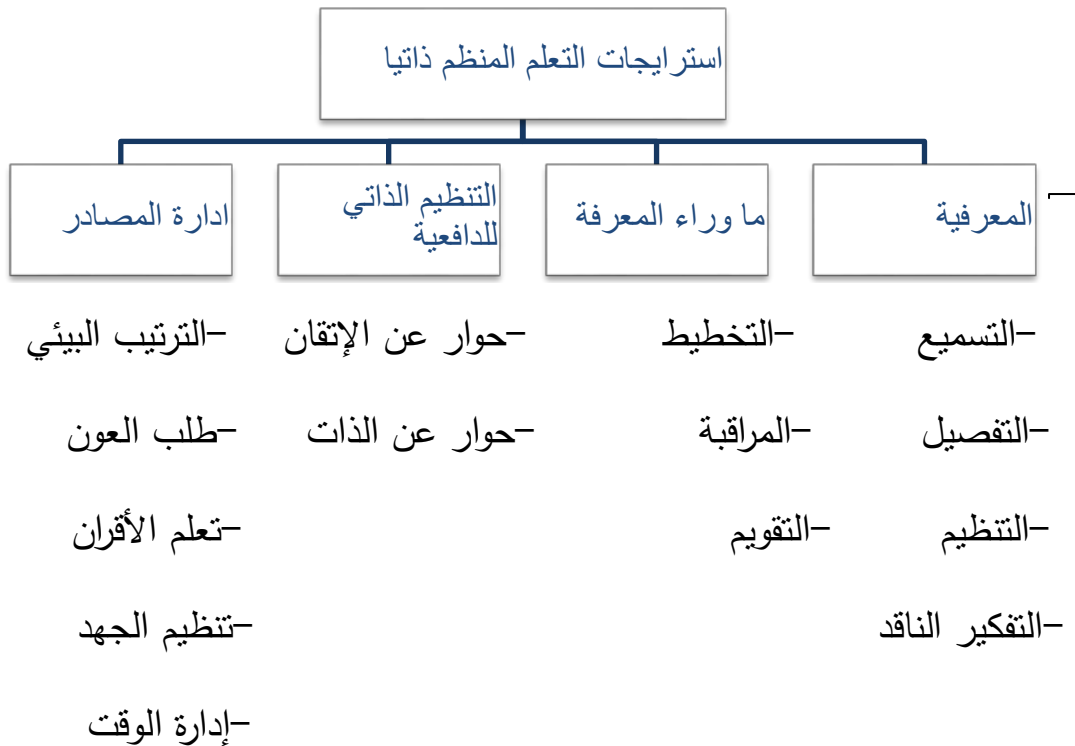 استرايجات التعلم المنظم ذاتيا
المعرفية
ما وراء المعرفة
التنظيم الذاتي
للدافعية
ادارة المصادر
-التسميع
-التخطيط
-حوار عن الإتقان
-الترتيب البيئي
-التفصيل
-المراقبة
-حوار عن الذات
-طلب العون
-التنظيم
-التقويم
-تعلم الأقران
-التفكير الناقد
-تنظيم الجهد
-إدارة الوقت